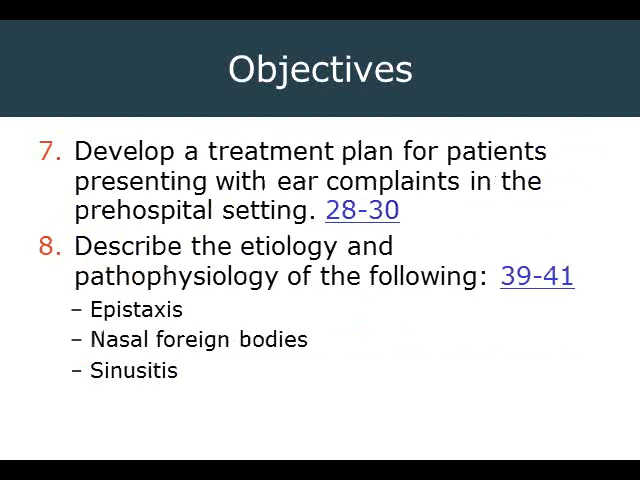 Objectives
7. Develop a treatment plan for patients
presenting with ear complaints in the
prehospital setting. 28-30
8. Describe the etiology and
pathophysiology of the following: 39-41
– Epistaxis
– Nasal foreign bodies
– Sinusitis